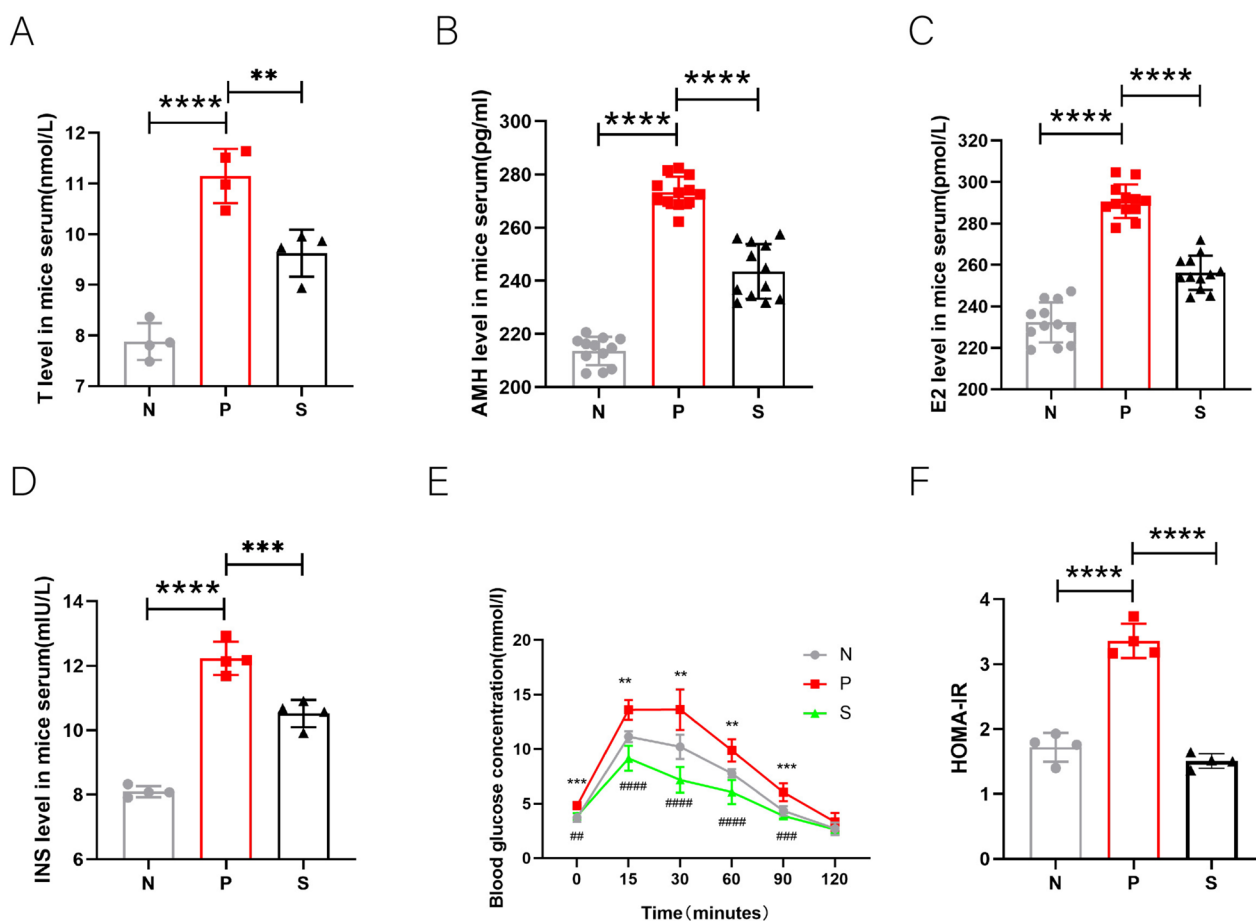 A
T level in mice serum(nmol/L)
12
11
10
9
8
7
****
**
N P S
B
AMH level in mice serum(pg/ml)
300
280
260
240
220
200
****
****
N P S
C
E2 level in mice serum(pmol/L)
320
300
280
260
240
220
200
****
****
N P S
D
INS level in mice serum(mIU/L)
14
12
10
8
6
****
***
N P S
E
Blood glucose concentration(mmol/l)
20
15
10
5
0
*** ** ** ** ***
## #### #### #### ###
N
P
S
0 15 30 60 90 120
Time(minutes)
F
HOMA-IR
4
3
2
1
0
****
****
N P S